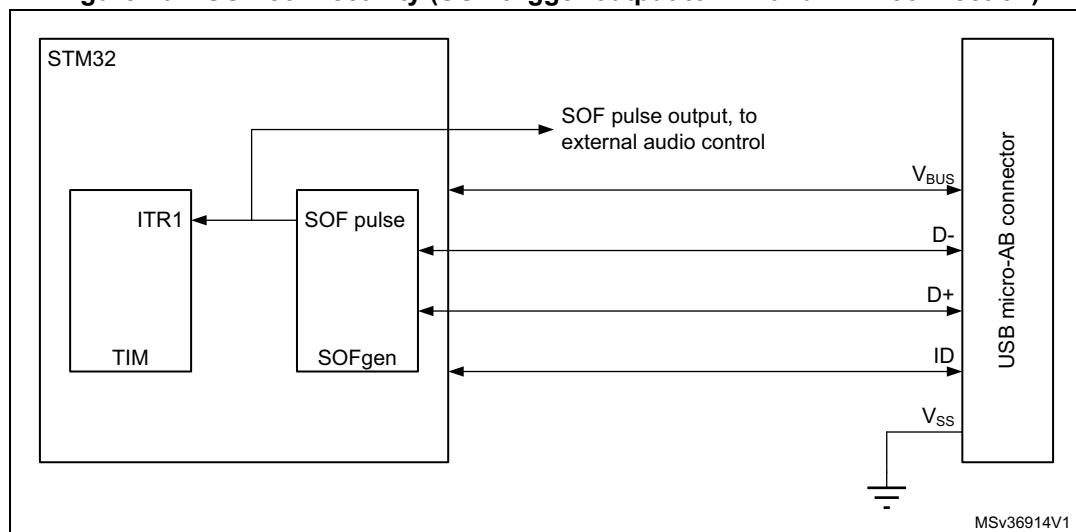 STM32
SOF pulse output, to
external audio control
VBUS
ITR1
SOF pulse
D-
D+
TIM
SOFgen
ID
VSS
USB micro-AB connector
MSv36914V1